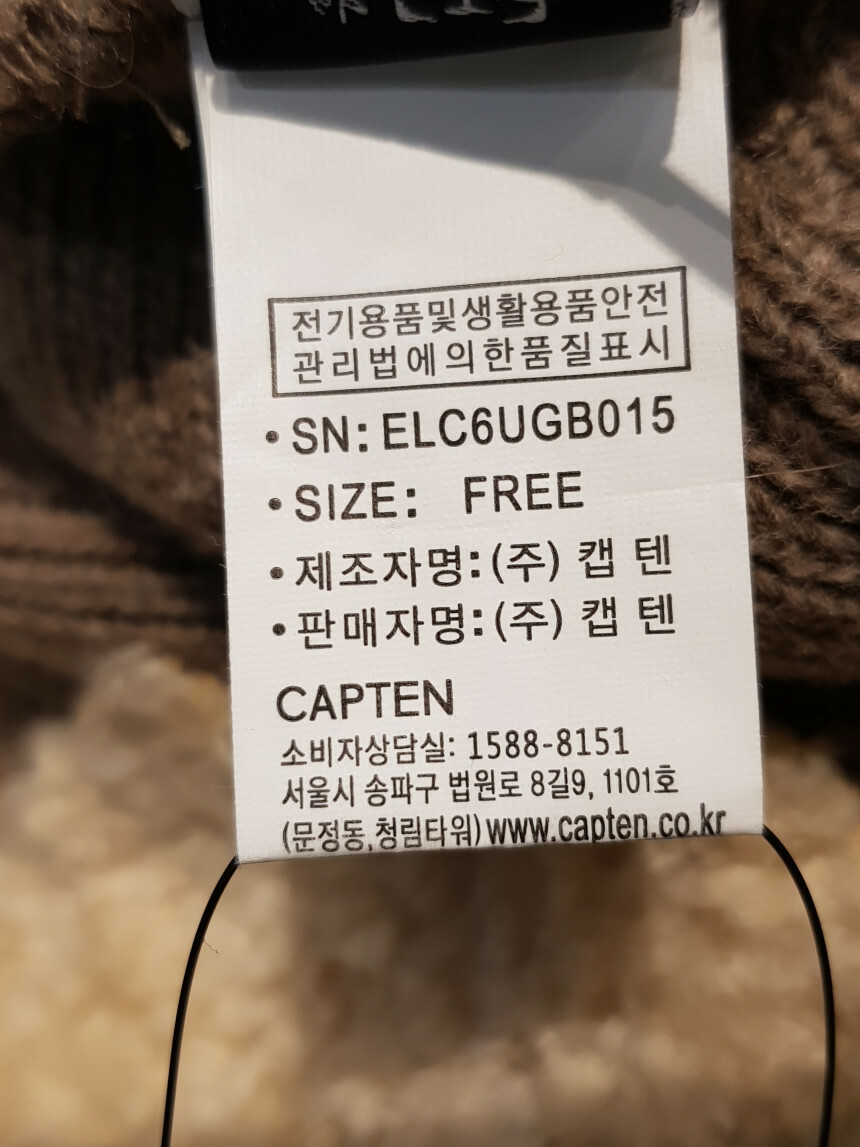 전기용품및생활용품안전
관리법에의한품질표시
•SN:ELC6UGB015
•SIZE: FREE
•제조자명:(주) 캡 텐
•판매자명:(주) 캡 텐
CAPTEN
소비자상담실: 1588-8151
서울시 송파구 법원로 8길9, 1101호
(문정동,청림타워)www.capten.co.kr